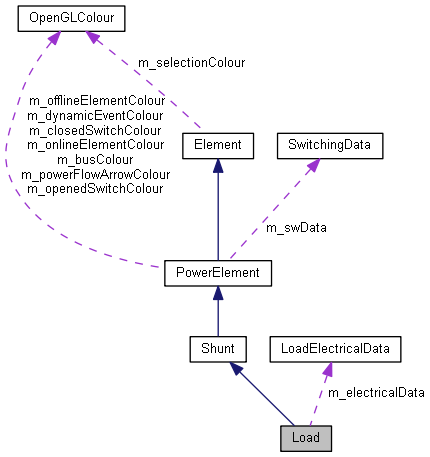 OpenGLColour
m_selectionColour
m_offlineElementColour
m_dynamicEventColour
m_closedSwitchColour
m_onlineElementColour
m_busColour
m_powerFlowArrowColour
m_openedSwitchColour
Element
SwitchingData
m_swData
PowerElement
Shunt
LoadElectricalData
m_electricalData
Load